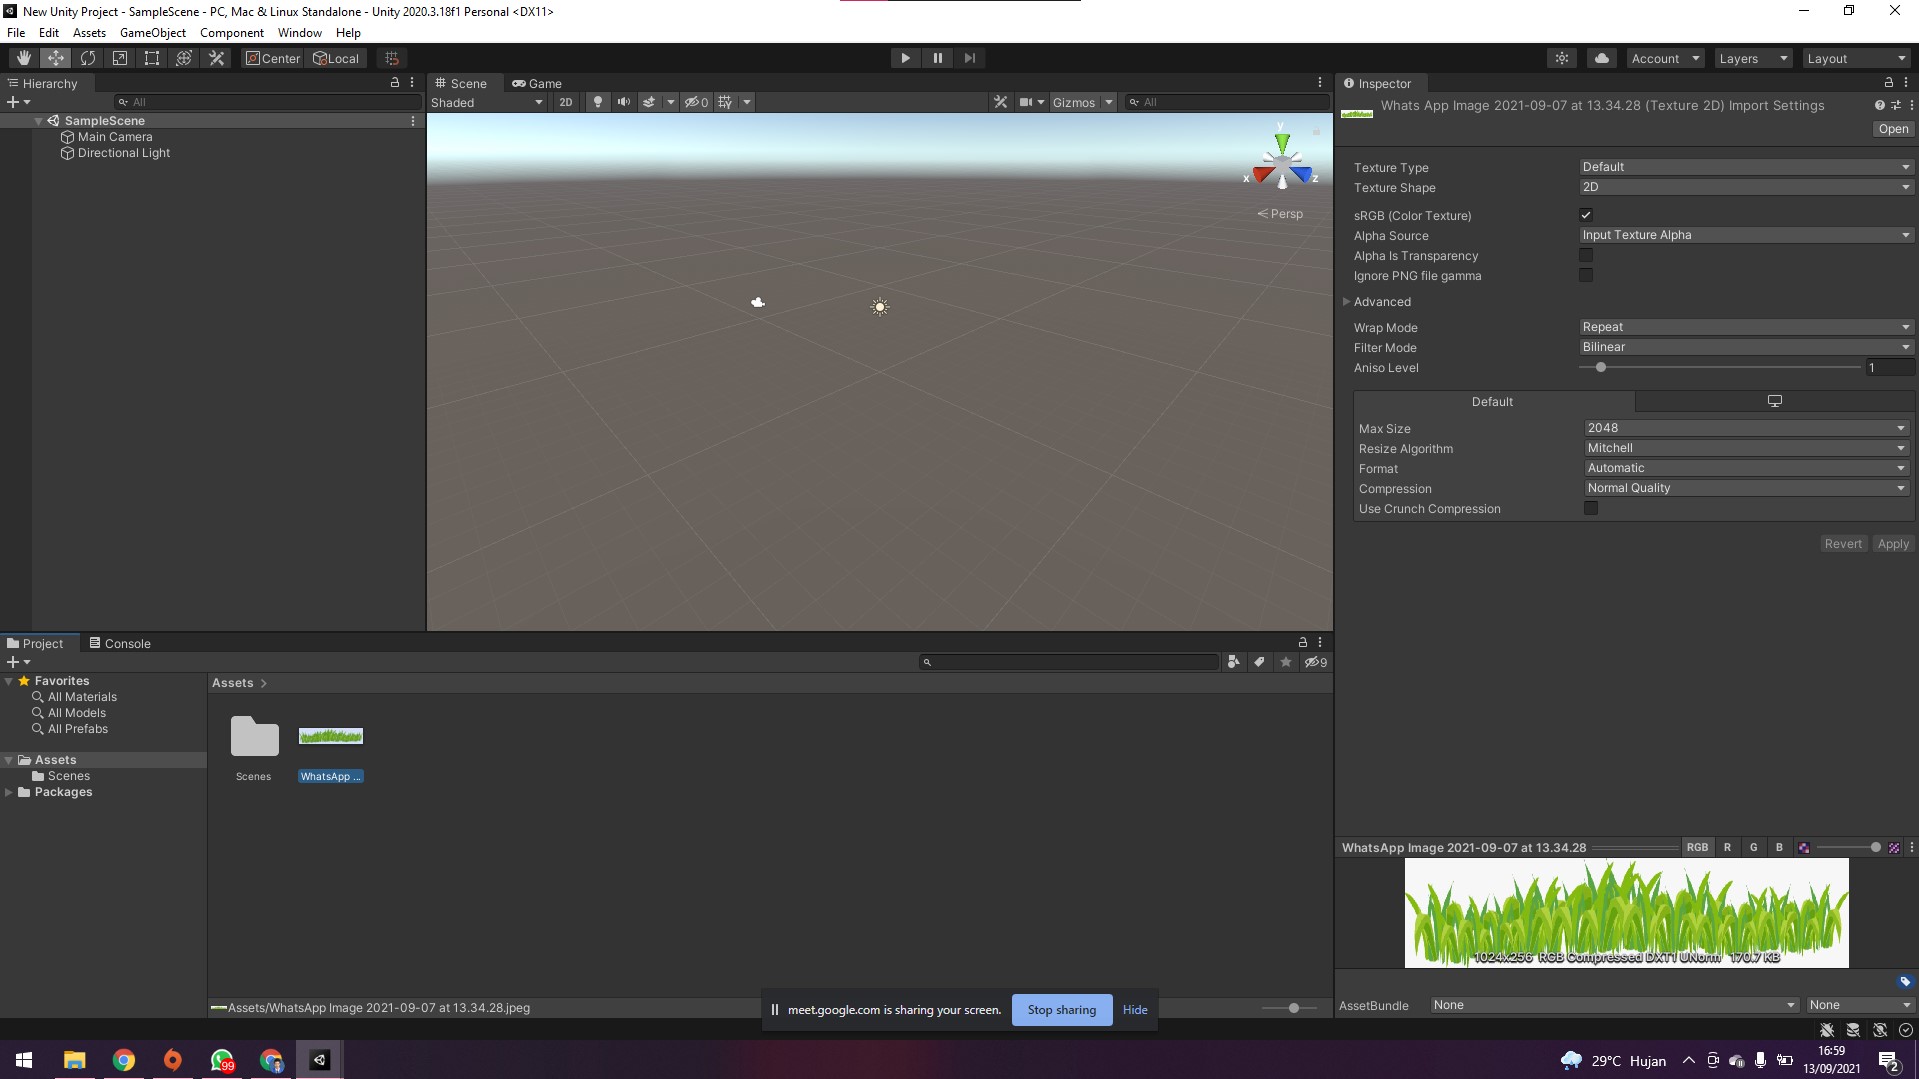 New Unity Project - SampleScene - PC, Mac & Linux Standalone - Unity 2020.3.18f1 Personal <DX11>
File Edit Assets GameObject Component Window Help
Center Local Account Layers Layout
Hierarchy
All
SampleScene
Main Camera
Directional Light
Scene Game
Shaded 2D 0 Gizmos All
y
x z
Persp
Inspector
Whats App Image 2021-09-07 at 13.34.28 (Texture 2D) Import Settings
Open
Texture Type Default
Texture Shape 2D
sRGB (Color Texture)
Alpha Source Input Texture Alpha
Alpha Is Transparency
Ignore PNG file gamma
Advanced
Wrap Mode Repeat
Filter Mode Bilinear
Aniso Level 1
Default
Max Size 2048
Resize Algorithm Mitchell
Format Automatic
Compression Normal Quality
Use Crunch Compression
Revert Apply
Project Console
9
Favorites
All Materials
All Models
All Prefabs
Assets
Scenes
Packages
Assets >
Scenes WhatsApp ...
Assets/WhatsApp Image 2021-09-07 at 13.34.28.jpeg
WhatsApp Image 2021-09-07 at 13.34.28 RGB R G B
1024x256 RGB Compressed DXT1 UNorm 170.7 KB
AssetBundle None None
meet.google.com is sharing your screen. Stop sharing Hide
99
29°C Hujan
16:59
13/09/2021
2